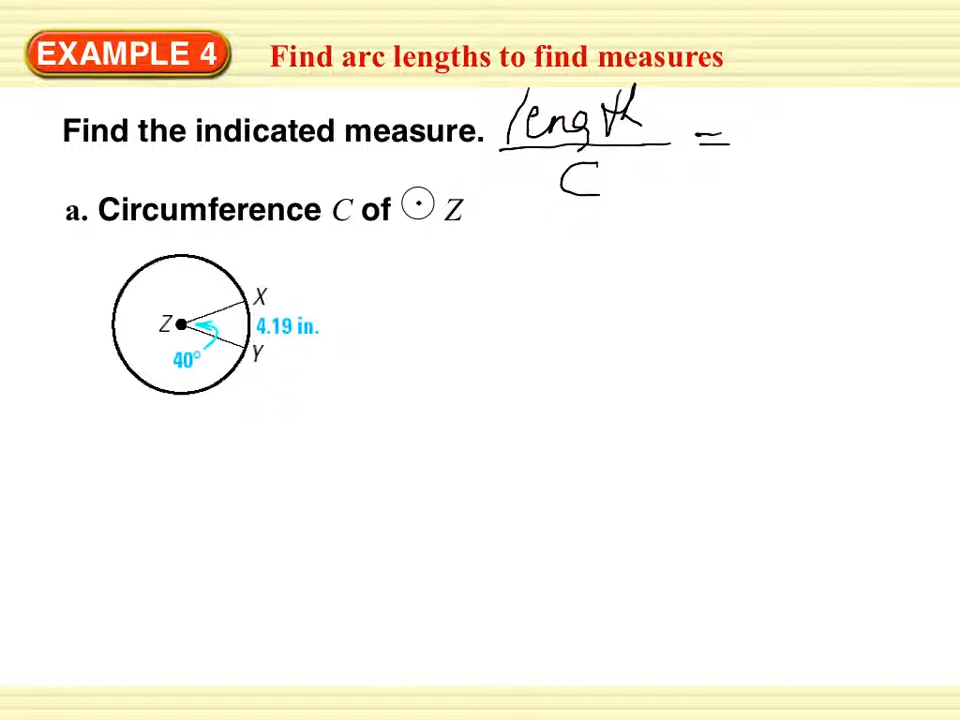 EXAMPLE 4 Find arc lengths to find measures
Find the indicated measure. length / C =
a. Circumference C of ⊙ Z
X
Z 4.19 in.
40° Y